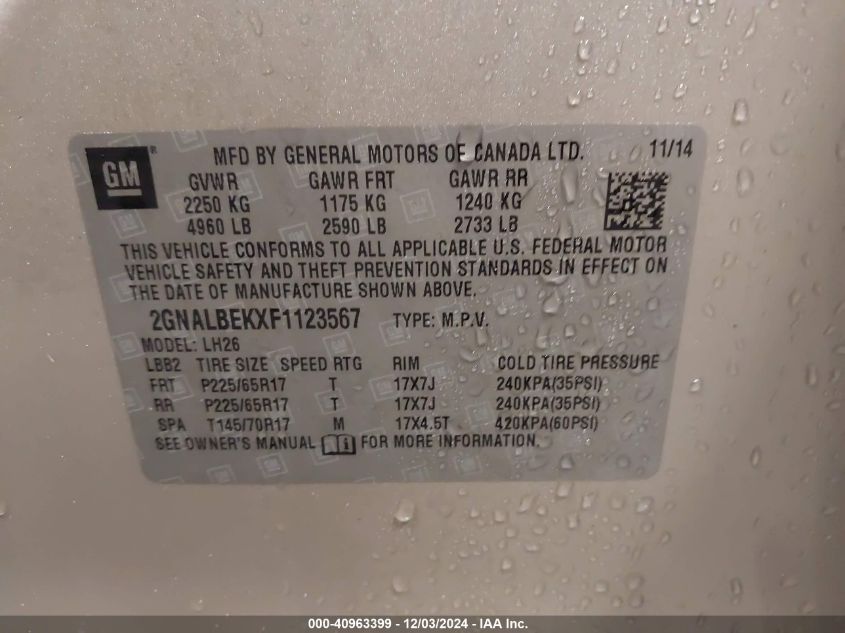 GM ® MFD BY GENERAL MOTORS OF CANADA LTD. 11/14
GVWR GAWR FRT GAWR RR
2250 KG 1175 KG 1240 KG
4960 LB 2590 LB 2733 LB
THIS VEHICLE CONFORMS TO ALL APPLICABLE U.S. FEDERAL MOTOR
VEHICLE SAFETY AND THEFT PREVENTION STANDARDS IN EFFECT ON
THE DATE OF MANUFACTURE SHOWN ABOVE.
2GNALBEKXF1123567 TYPE: M.P.V.
MODEL: LH26
LBB2 TIRE SIZE SPEED RTG RIM COLD TIRE PRESSURE
FRT P225/65R17 T 17X7J 240KPA(35PSI)
RR P225/65R17 T 17X7J 240KPA(35PSI)
SPA T145/70R17 M 17X4.5T 420KPA(60PSI)
SEE OWNER'S MANUAL FOR MORE INFORMATION.
000-40963399 - 12/03/2024 - IAA Inc.